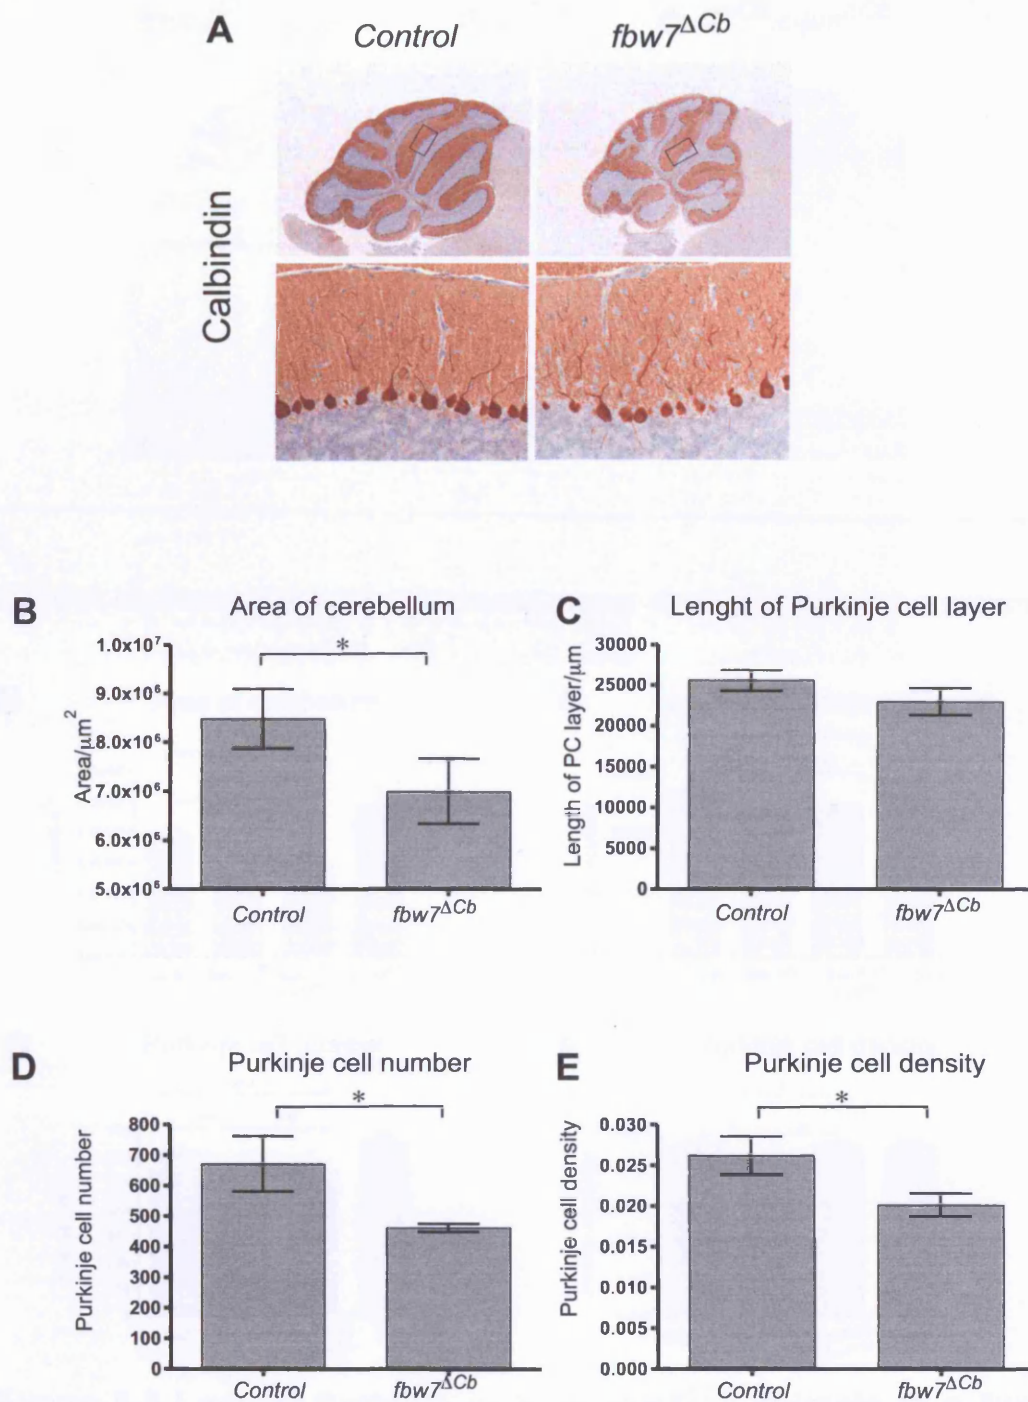 A
Control fbw7ΔCb
Calbindin
B
Area of cerebellum
Area/μm²
1.0x10⁷
9.0x10⁶
8.0x10⁶
7.0x10⁶
6.0x10⁶
5.0x10⁶
*
Control fbw7ΔCb
C
Lenght of Purkinje cell layer
Length of PC layer/μm
30000
25000
20000
15000
10000
5000
0
Control fbw7ΔCb
D
Purkinje cell number
Purkinje cell number
800
700
600
500
400
300
200
100
0
*
Control fbw7ΔCb
E
Purkinje cell density
Purkinje cell density
0.030
0.025
0.020
0.015
0.010
0.005
0.000
*
Control fbw7ΔCb